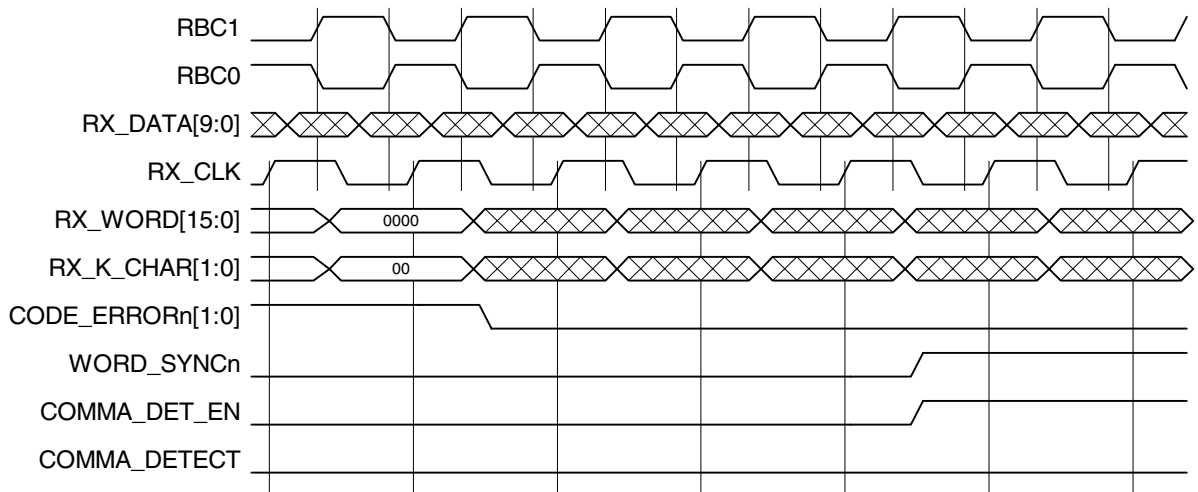 RBC1
RBC0
RX_DATA[9:0]
RX_CLK
RX_WORD[15:0] 0000
RX_K_CHAR[1:0] 00
CODE_ERRORn[1:0]
WORD_SYNCn
COMMA_DET_EN
COMMA_DETECT